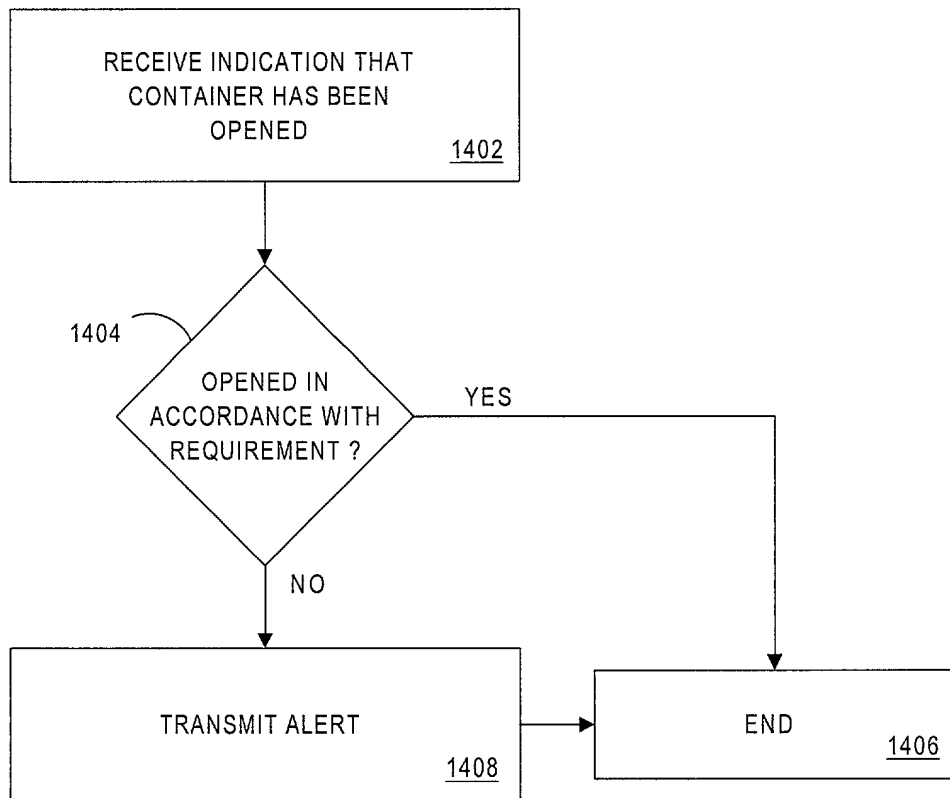 RECEIVE INDICATION THAT
CONTAINER HAS BEEN
OPENED
1402
1404
OPENED IN
ACCORDANCE WITH
REQUIREMENT ?
YES
NO
TRANSMIT ALERT
1408
END
1406